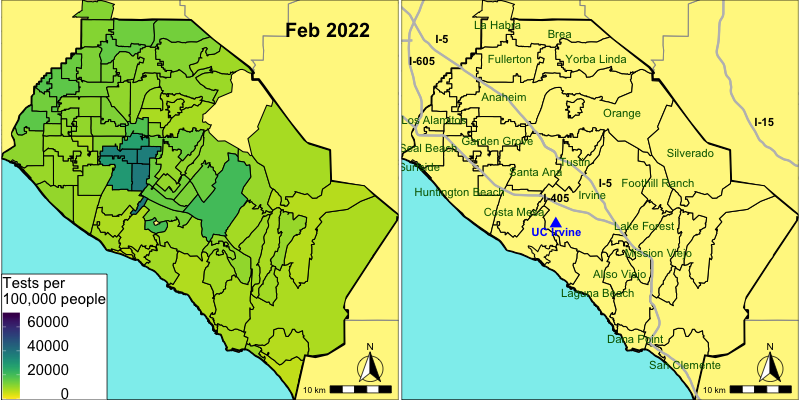 Feb 2022
Tests per
100,000 people
60000
40000
20000
0
N
10 km
La Habra
Brea
I-5
I-605
Fullerton
Yorba Linda
Anaheim
Orange
I-15
Los Alamitos
Garden Grove
Seal Beach
Silverado
Tustin
Sunside
Santa Ana
I-5
Foothill Ranch
Huntington Beach
Irvine
I-405
Costa Mesa
UC Irvine
Lake Forest
Mission Viejo
Aliso Viejo
Laguna Beach
Dana Point
San Clemente
N
10 km